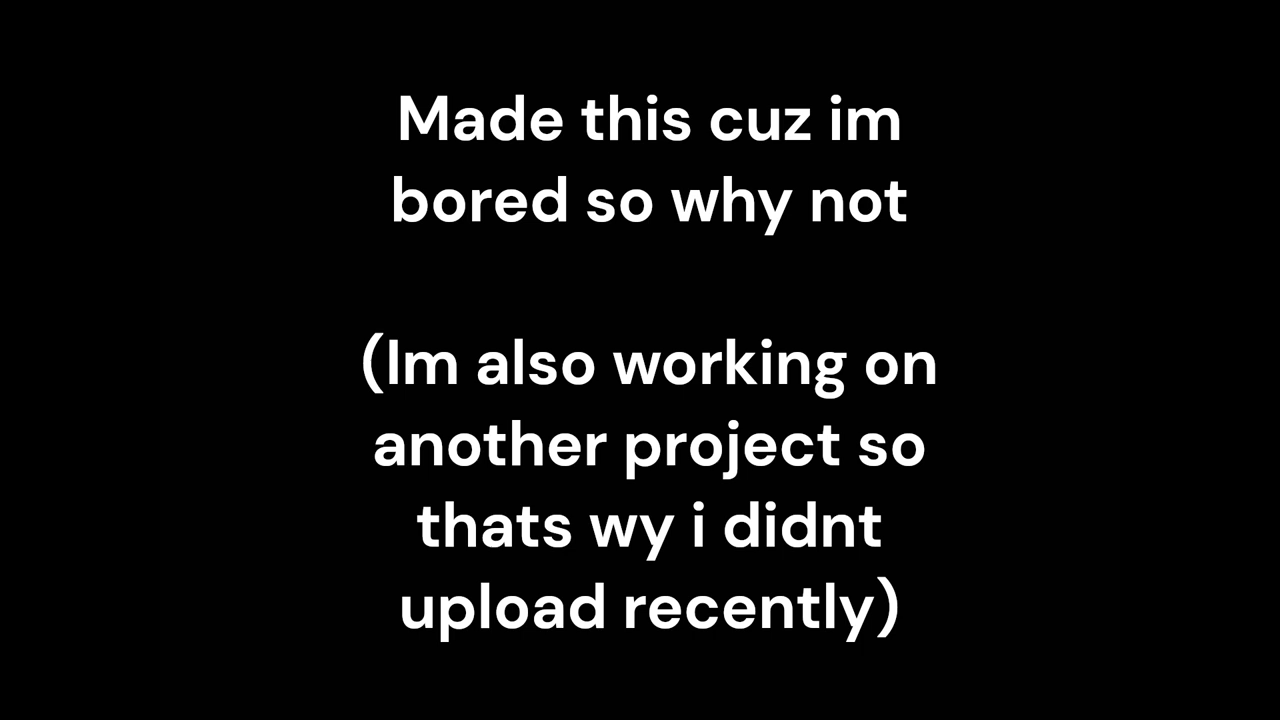 Made this cuz im
bored so why not
(Im also working on
another project so
thats wy i didnt
upload recently)